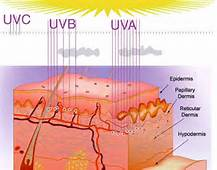 UVC UVB UVA
Epidermis
Papillary
Dermis
Reticular
Dermis
Hypodermis